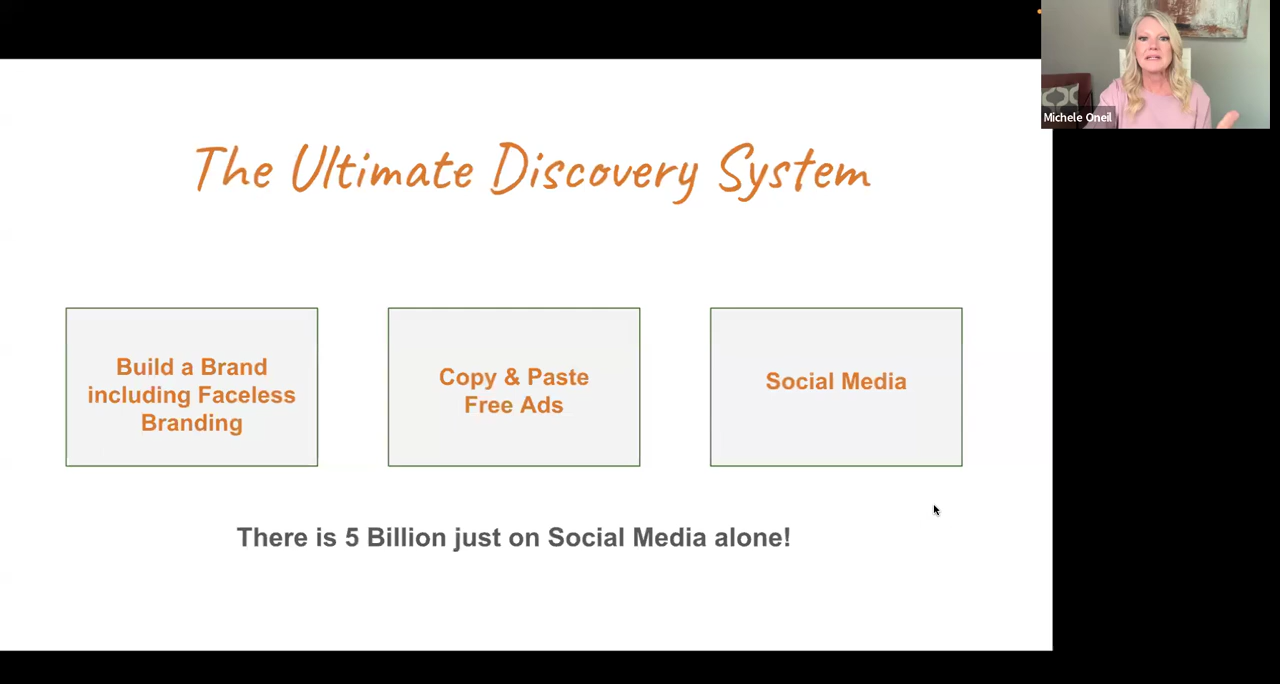 Michele Oneil
The Ultimate Discovery System
Build a Brand
including Faceless
Branding
Copy & Paste
Free Ads
Social Media
There is 5 Billion just on Social Media alone!